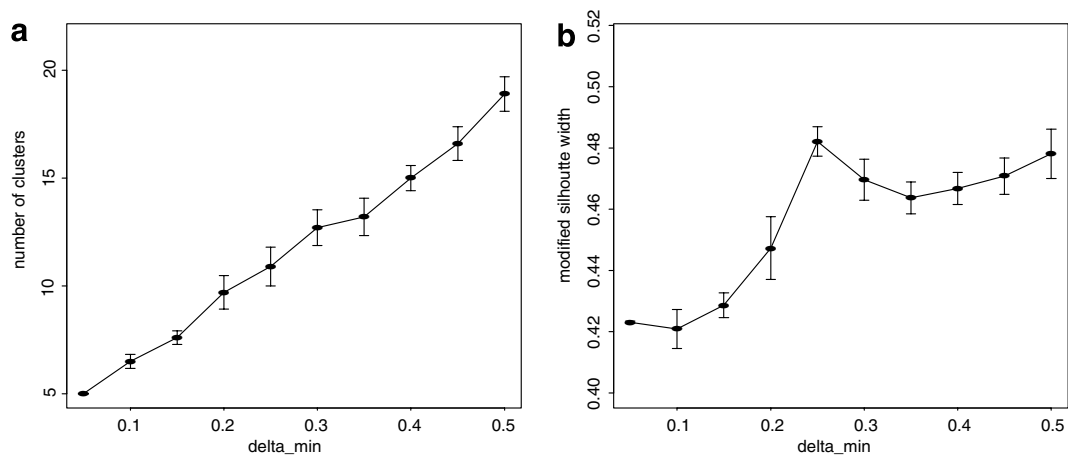 a
number of clusters
20
15
10
5
0.1 0.2 0.3 0.4 0.5
delta_min
b
modified silhoutte width
0.52
0.50
0.48
0.46
0.44
0.42
0.40
0.1 0.2 0.3 0.4 0.5
delta_min